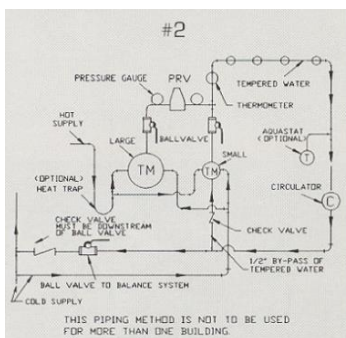 #2
PRESSURE GAUGE
PRV
TEMPERED WATER
THERMOMETER
HOT
SUPPLY
LARGE
BALLVALVE
AQUASTAT
(OPTIONAL)
SMALL
TM
TM
T
(OPTIONAL)
HEAT TRAP
CIRCULATOR
C
CHECK VALVE
MUST BE DOWNSTREAM
OF BALL VALVE
CHECK VALVE
1/2" BY-PASS OF
TEMPERED WATER
BALL VALVE TO BALANCE SYSTEM
COLD SUPPLY
THIS PIPING METHOD IS NOT TO BE USED
FOR MORE THAN ONE BUILDING.